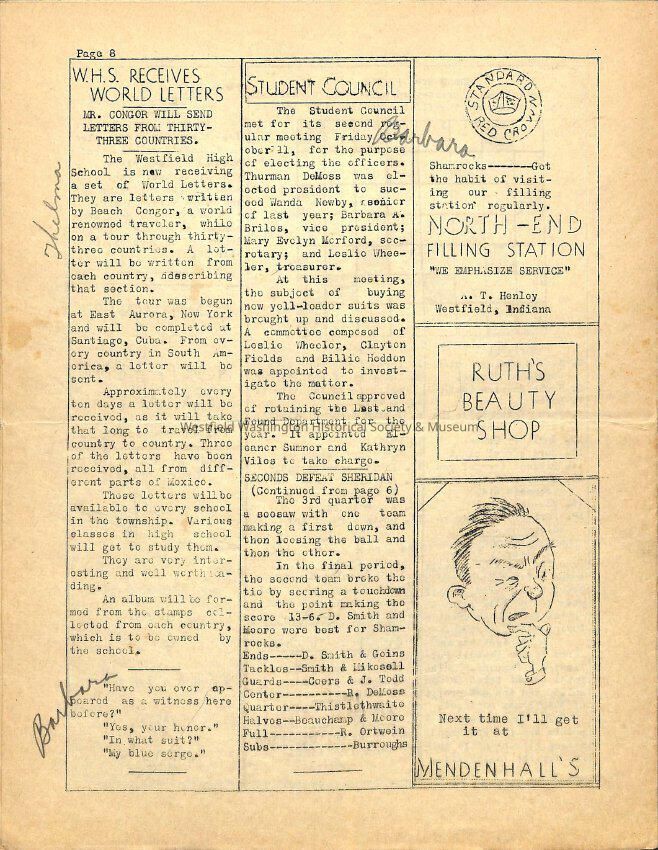 Page 8
W.H.S. RECEIVES
WORLD LETTERS
MR. CONGOR WILL SEND
LETTERS FROM THIRTY-
THREE COUNTRIES.
The Westfield High
School is now receiving
a set of World Letters.
They are letters written
by Beach Congor, a world
renowned traveler, while
on a tour through thirty-
three countries. A let-
ter will be written from
each country, ddescribing
that section.
The tour was begun
at East Aurora, New York
and will be completed at
Santiago, Cuba. From ev-
ery country in South Am-
erica, a letter will be
sent.
Approximately every
ten days a letter will be
received, as it will take
that long to travel from
country to country. Three
of the letters have been
received, all from diff-
erent parts of Mexico.
These letters will be
available to every school
in the township. Various
classes in high school
will get to study them.
They are very inter-
esting and well worth rea-
ding.
An album will be for-
med from the stamps col-
lected from each country,
which is to be owned by
the school.
"Have you ever ap-
peared as a witness here
before?"
"Yes, your honor."
"In what suit?"
"My blue serge."
Thelma
Barbara
STUDENT COUNCIL
The Student Council
met for its second reg-
ular meeting Friday, Oct-
ober 11, for the purpose
of electing the officers.
Thurman DeMoss was el-
ected president to suc-
ceed Wanda Newby, senior
of last year; Barbara A.
Briles, vice president;
Mary Evelyn Morford, sec-
retary; and Leslie Whee-
ler, treasurer.
At this meeting,
the subject of buying
new yell-leader suits was
brought up and discussed.
A committee composed of
Leslie Wheeler, Clayton
Fields and Billie Hodden
was appointed to invest-
igate the matter.
The Council approved
of retaining the Lost and
Found Department for the
year. It appointed El-
eanor Sumner and Kathryn
Viles to take charge.
SECONDS DEFEAT SHERIDAN
(Continued from page 6)
The 3rd quarter was
a seesaw with one team
making a first down, and
then loosing the ball and
then the other.
In the final period,
the second team broke the
tie by scoring a touchdown
and the point making the
score 13-6. D. Smith and
Moore were best for Sham-
rocks.
Ends-----D. Smith & Goins
Tackles--Smith & Mikesell
Guards----Coers & J. Todd
Center----------R. DeMoss
Quarter----Thistlethwaite
Halves--Beauchamp & Moore
Full-----------R. Ortwein
Subs------------Burroughs
Barbara
STANDARD
RED CROWN
Shamrocks-------Get
the habit of visit-
ing our filling
station regularly.
NORTH-END
FILLING STATION
"WE EMPHASIZE SERVICE"
A. T. Henley
Westfield, Indiana
RUTH'S
BEAUTY
SHOP
Next time I'll get
it at
MENDENHALL'S
Westfield Washington Historical Society & Museum